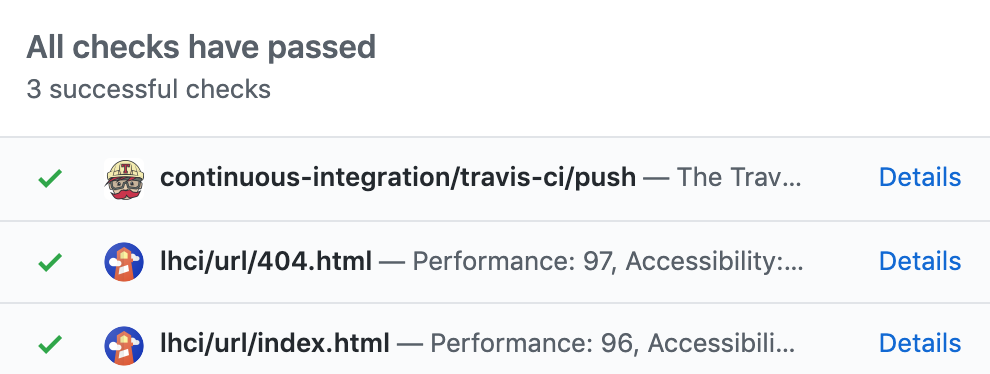 All checks have passed
3 successful checks
continuous-integration/travis-ci/push — The Trav... Details
lhci/url/404.html — Performance: 97, Accessibility:... Details
lhci/url/index.html — Performance: 96, Accessibili... Details